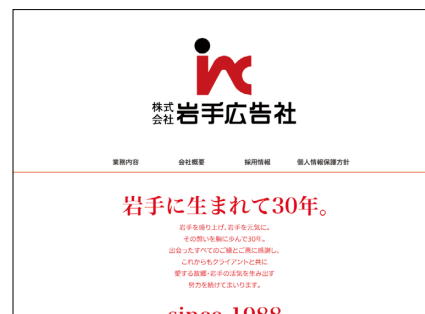 株式会社 岩手広告社
業務内容 会社概要 採用情報 個人情報保護方針
岩手に生まれて30年。
岩手を盛り上げ、岩手を元気に。
その想いを胸に歩んで30年。
出会ったすべてのご縁とご恩に感謝し、
これからもクライアントと共に
愛する故郷・岩手の活気を生み出す
努力を続けてまいります。
since 1988